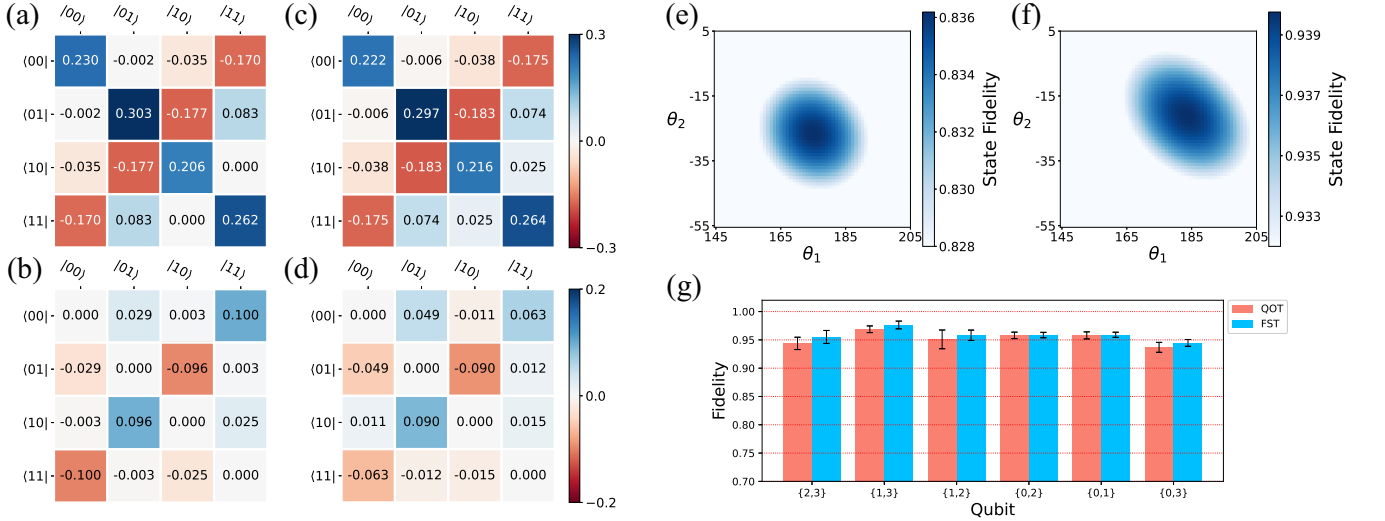 (a)
|00⟩ |01⟩ |10⟩ |11⟩
⟨00| 0.230 -0.002 -0.035 -0.170
⟨01| -0.002 0.303 -0.177 0.083
⟨10| -0.035 -0.177 0.206 0.000
⟨11| -0.170 0.083 0.000 0.262
(c)
|00⟩ |01⟩ |10⟩ |11⟩
0.222 -0.006 -0.038 -0.175
-0.006 0.297 -0.183 0.074
-0.038 -0.183 0.216 0.025
-0.175 0.074 0.025 0.264
0.3
0.0
−0.3
(b)
|00⟩ |01⟩ |10⟩ |11⟩
⟨00| 0.000 0.029 0.003 0.100
⟨01| -0.029 0.000 -0.096 0.003
⟨10| -0.003 0.096 0.000 0.025
⟨11| -0.100 -0.003 -0.025 0.000
(d)
|00⟩ |01⟩ |10⟩ |11⟩
0.000 0.049 -0.011 0.063
-0.049 0.000 -0.090 0.012
0.011 0.090 0.000 0.015
-0.063 -0.012 -0.015 0.000
0.2
0.0
−0.2
(e)
5
-15
-35
-55
θ2
145 165 185 205
θ1
0.836
0.834
0.832
0.830
0.828
State Fidelity
(f)
5
-15
-35
-55
θ2
145 165 185 205
θ1
0.939
0.937
0.935
0.933
State Fidelity
(g)
1.00
0.95
0.90
0.85
0.80
0.75
0.70
Fidelity
{2,3} {1,3} {1,2} {0,2} {0,1} {0,3}
Qubit
QOT
FST